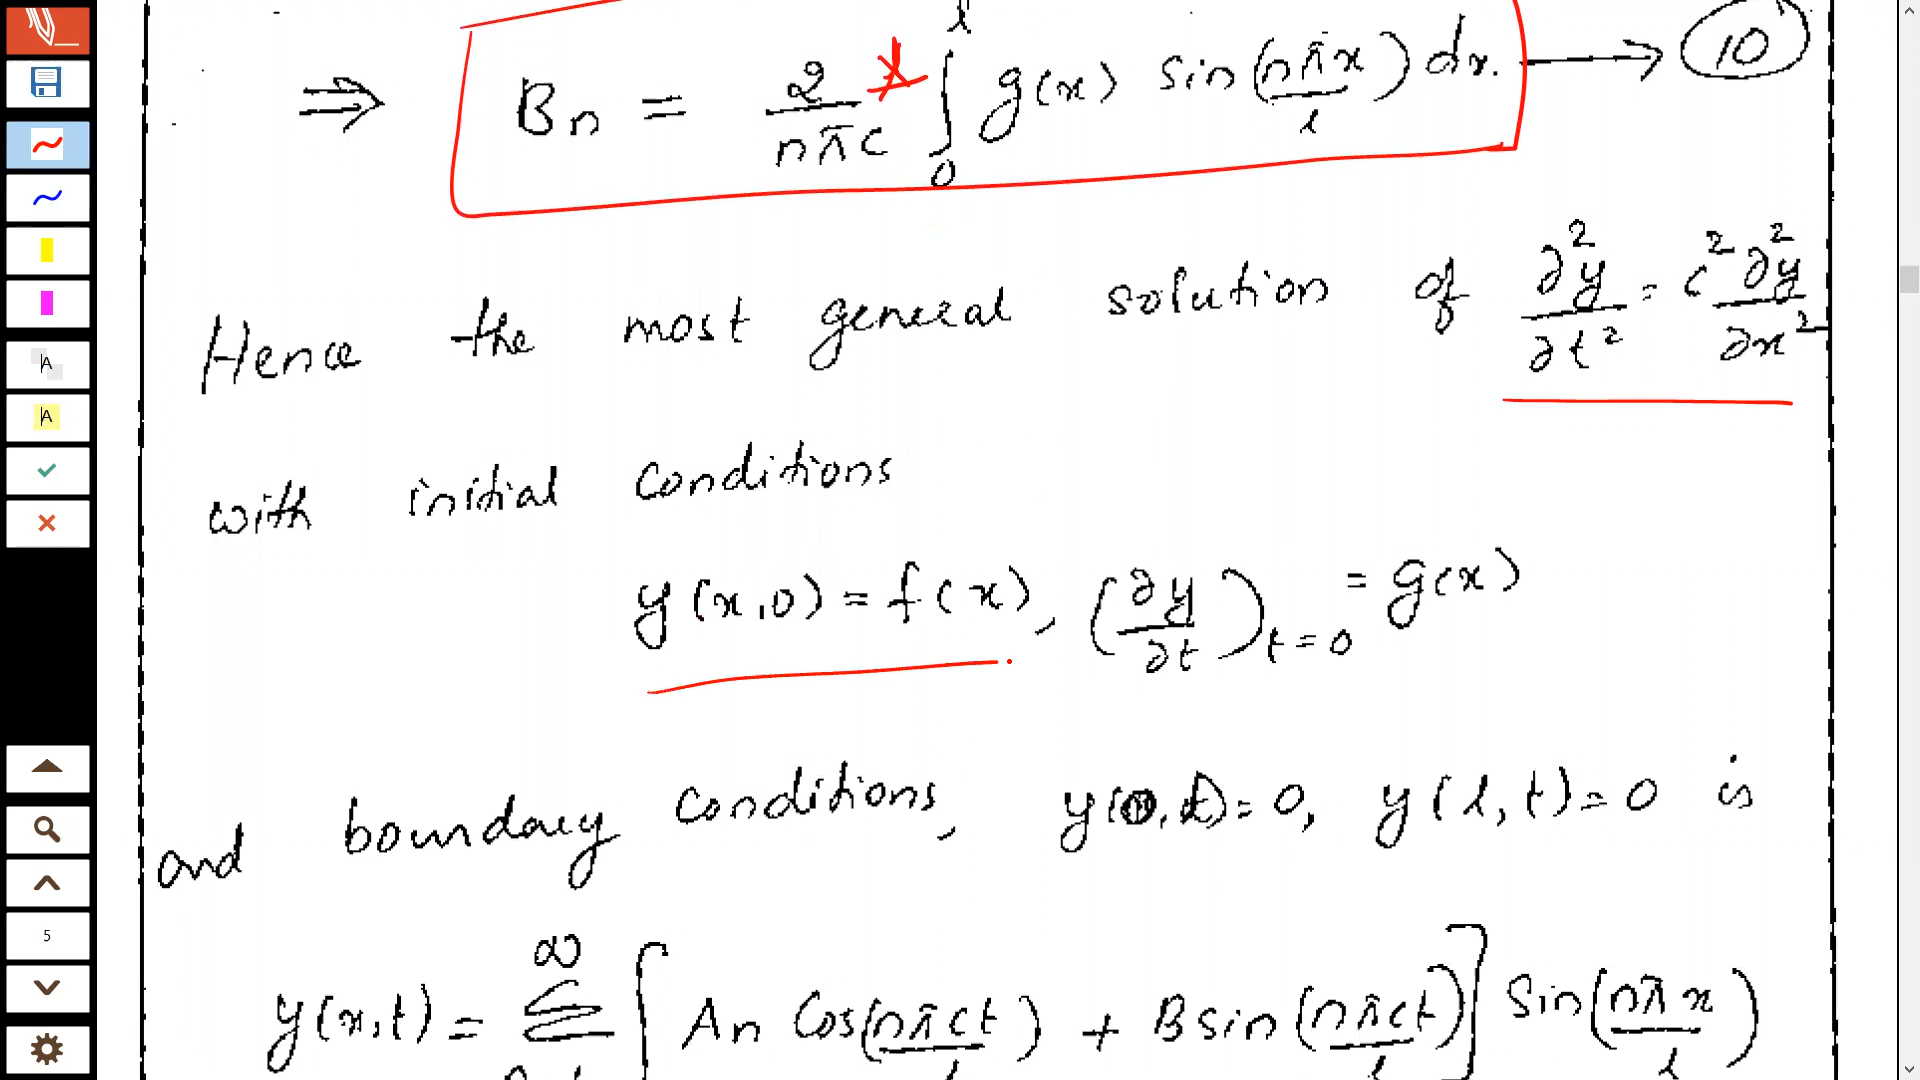 ⇒ Bn = 2/nπc ∫₀ˡ g(x) sin(nπx/l) dx. → 10
Hence the most general solution of ∂²y/∂t² = c² ∂²y/∂x²
with initial conditions
y(x,0) = f(x), (∂y/∂t)t=0 = g(x)
and boundary conditions, y(0,t)=0, y(l,t)=0 is
y(x,t) = ∞Σ [An Cos(nπct/l) + B sin(nπct/l)] Sin(nπx/l)
A
A
5